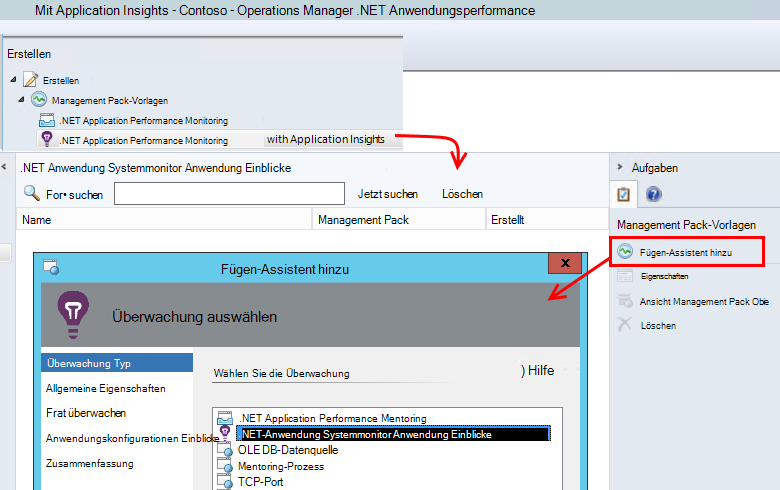 Mit Application Insights - Contoso - Operations Manager .NET Anwendungsperformance
Erstellen
Erstellen
Management Pack-Vorlagen
.NET Application Performance Monitoring
.NET Application Performance Monitoring with Application Insights
.NET Anwendung Systemmonitor Anwendung Einblicke
For• suchen
Jetzt suchen
Löschen
Name
Management Pack
Erstellt
Aufgaben
Management Pack-Vorlagen
Fügen-Assistent hinzu
Eigenschaften
Ansicht Management Pack Obie
Löschen
Fügen-Assistent hinzu
x
Überwachung auswählen
Überwachung Typ
Allgemeine Eigenschaften
Frat überwachen
Anwendungskonfigurationen Einblicke
Zusammenfassung
Wählen Sie die Überwachung
) Hilfe
.NET Application Performance Mentoring
.NET-Anwendung Systemmonitor Anwendung Einblicke
OLE DB-Datenquelle
Mentoring-Prozess
TCP-Port